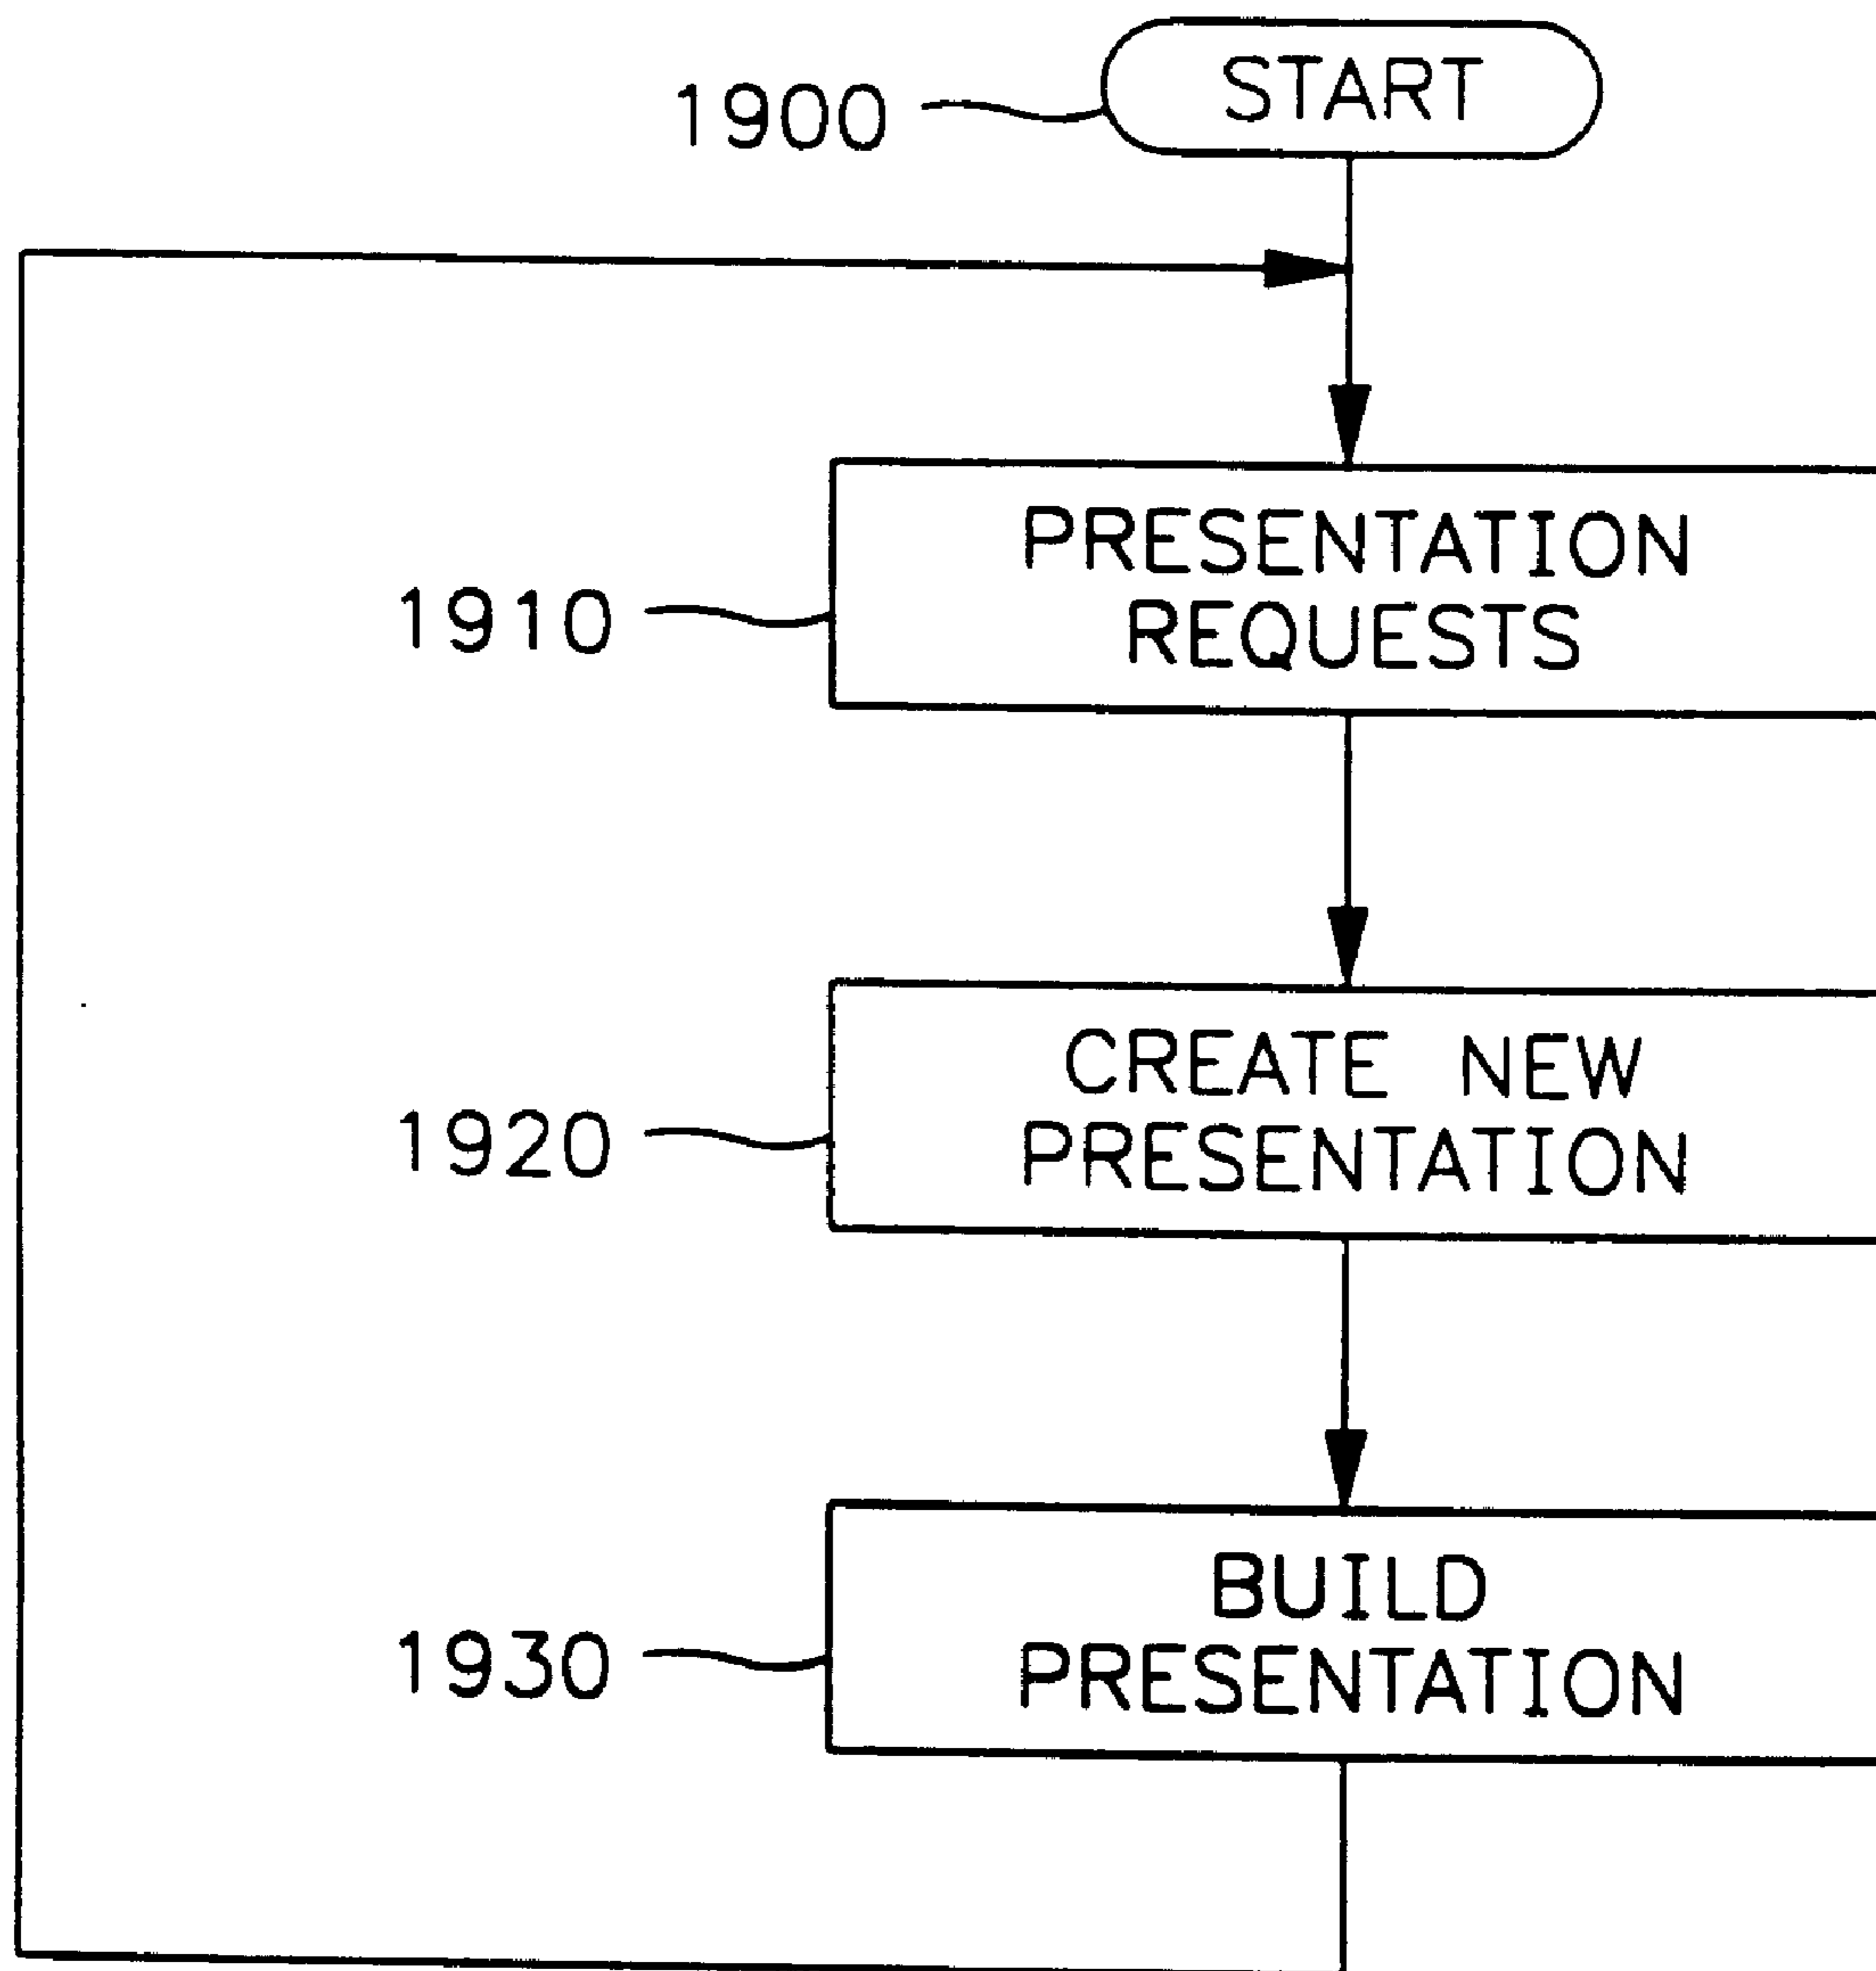 1900
START
1910
PRESENTATION
REQUESTS
1920
CREATE NEW
PRESENTATION
1930
BUILD
PRESENTATION